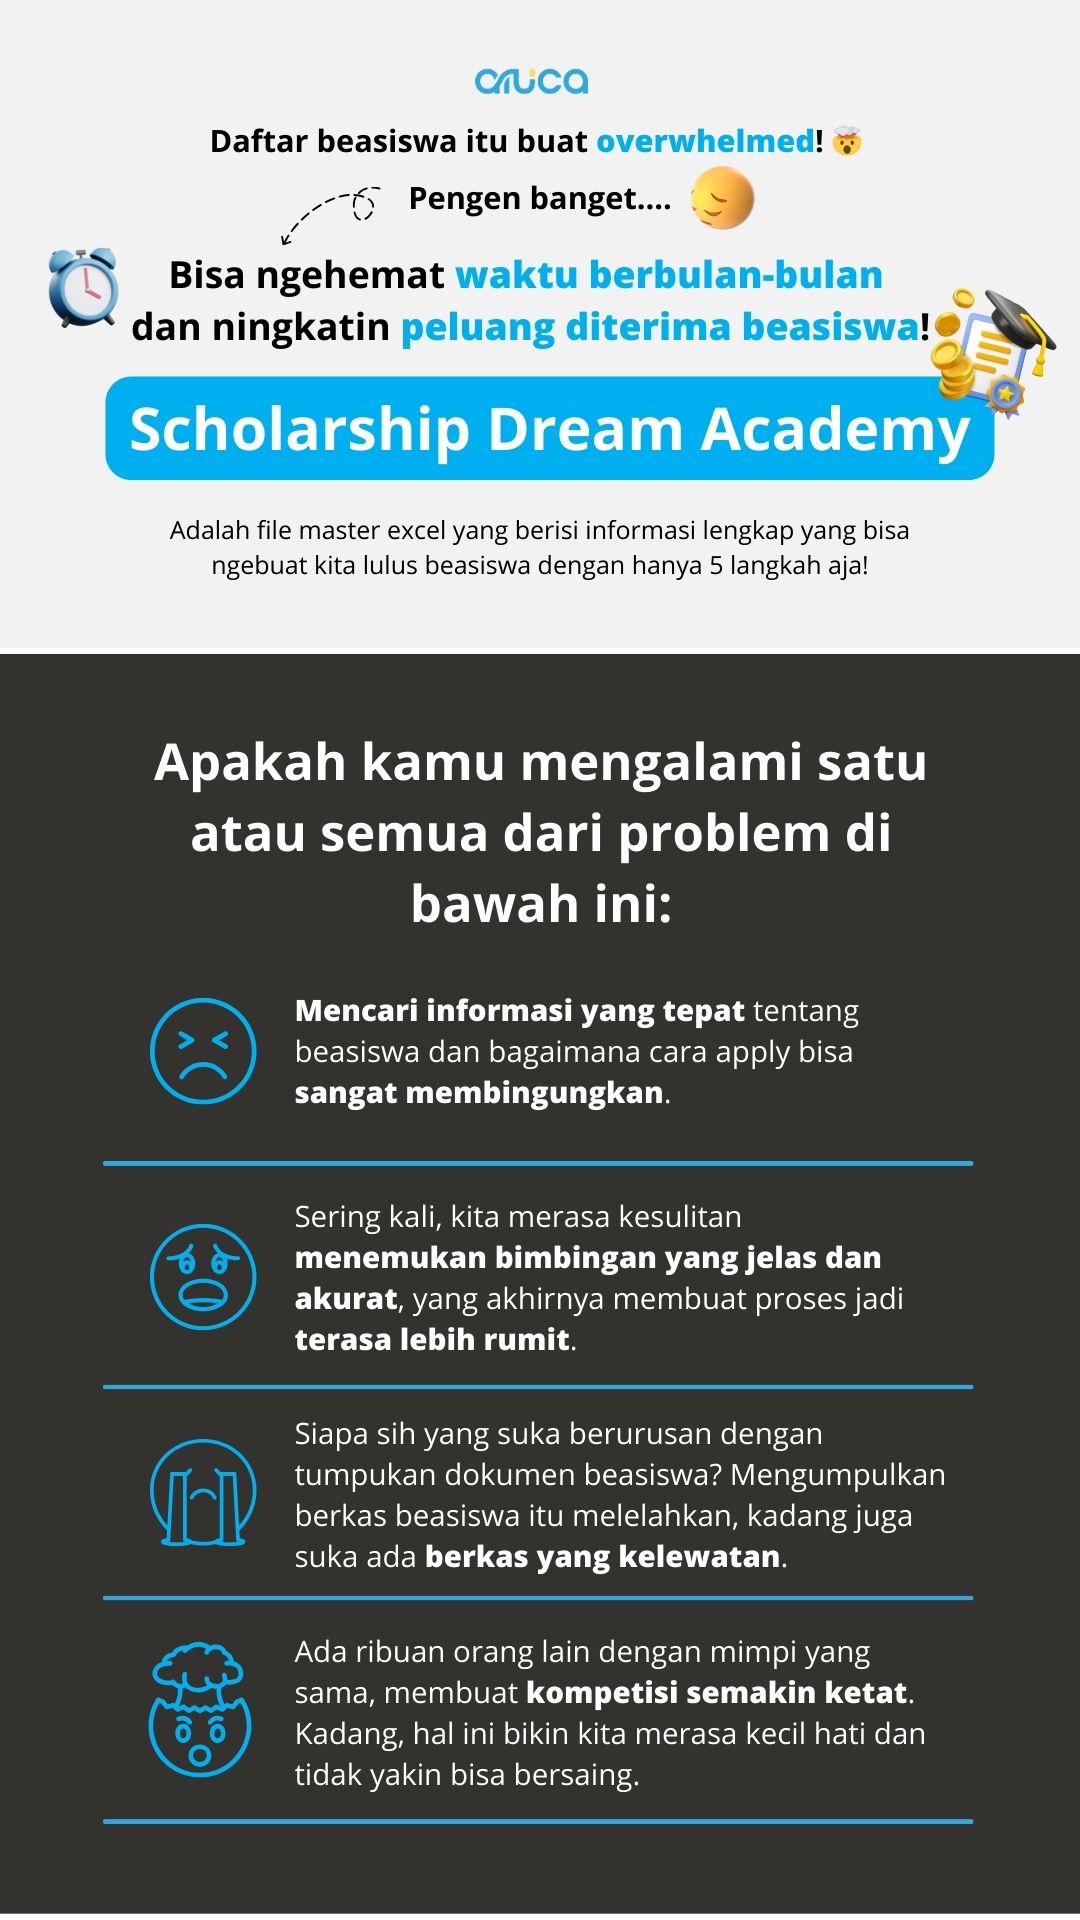 aruca
Daftar beasiswa itu buat overwhelmed! 🤯
Pengen banget....
Bisa ngehemat waktu berbulan-bulan
dan ningkatin peluang diterima beasiswa!
Scholarship Dream Academy
Adalah file master excel yang berisi informasi lengkap yang bisa
ngebuat kita lulus beasiswa dengan hanya 5 langkah aja!
Apakah kamu mengalami satu
atau semua dari problem di
bawah ini:
Mencari informasi yang tepat tentang
beasiswa dan bagaimana cara apply bisa
sangat membingungkan.
Sering kali, kita merasa kesulitan
menemukan bimbingan yang jelas dan
akurat, yang akhirnya membuat proses jadi
terasa lebih rumit.
Siapa sih yang suka berurusan dengan
tumpukan dokumen beasiswa? Mengumpulkan
berkas beasiswa itu melelahkan, kadang juga
suka ada berkas yang kelewatan.
Ada ribuan orang lain dengan mimpi yang
sama, membuat kompetisi semakin ketat.
Kadang, hal ini bikin kita merasa kecil hati dan
tidak yakin bisa bersaing.